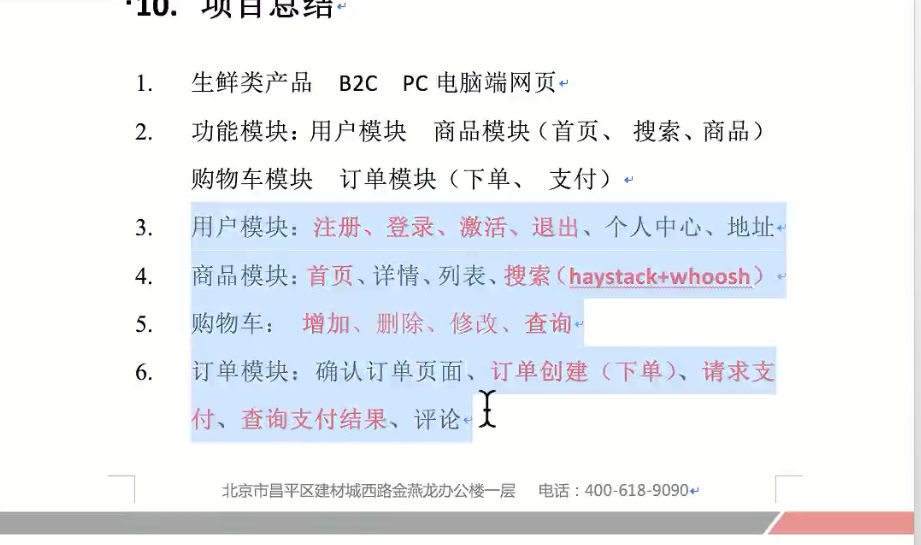 10. 项目总结
1. 生鲜类产品 B2C PC 电脑端网页
2. 功能模块：用户模块 商品模块（首页、 搜索、商品）
购物车模块 订单模块（下单、 支付）
3. 用户模块：注册、登录、激活、退出、个人中心、地址
4. 商品模块：首页、详情、列表、搜索（haystack+whoosh）
5. 购物车： 增加、删除、修改、查询
6. 订单模块：确认订单页面、订单创建（下单）、请求支
付、查询支付结果、评论
北京市昌平区建材城西路金燕龙办公楼一层 电话：400-618-9090